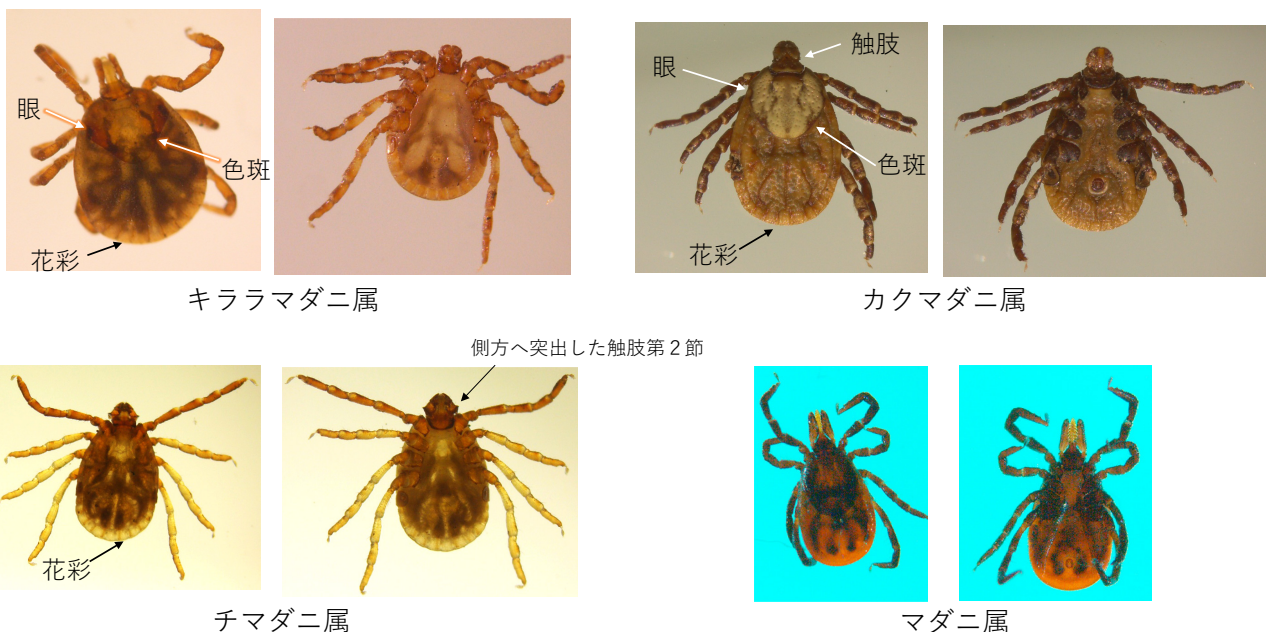 眼
色斑
花彩
キララマダニ属
触肢
眼
色斑
花彩
カクマダニ属
側方へ突出した触肢第２節
花彩
チマダニ属
マダニ属